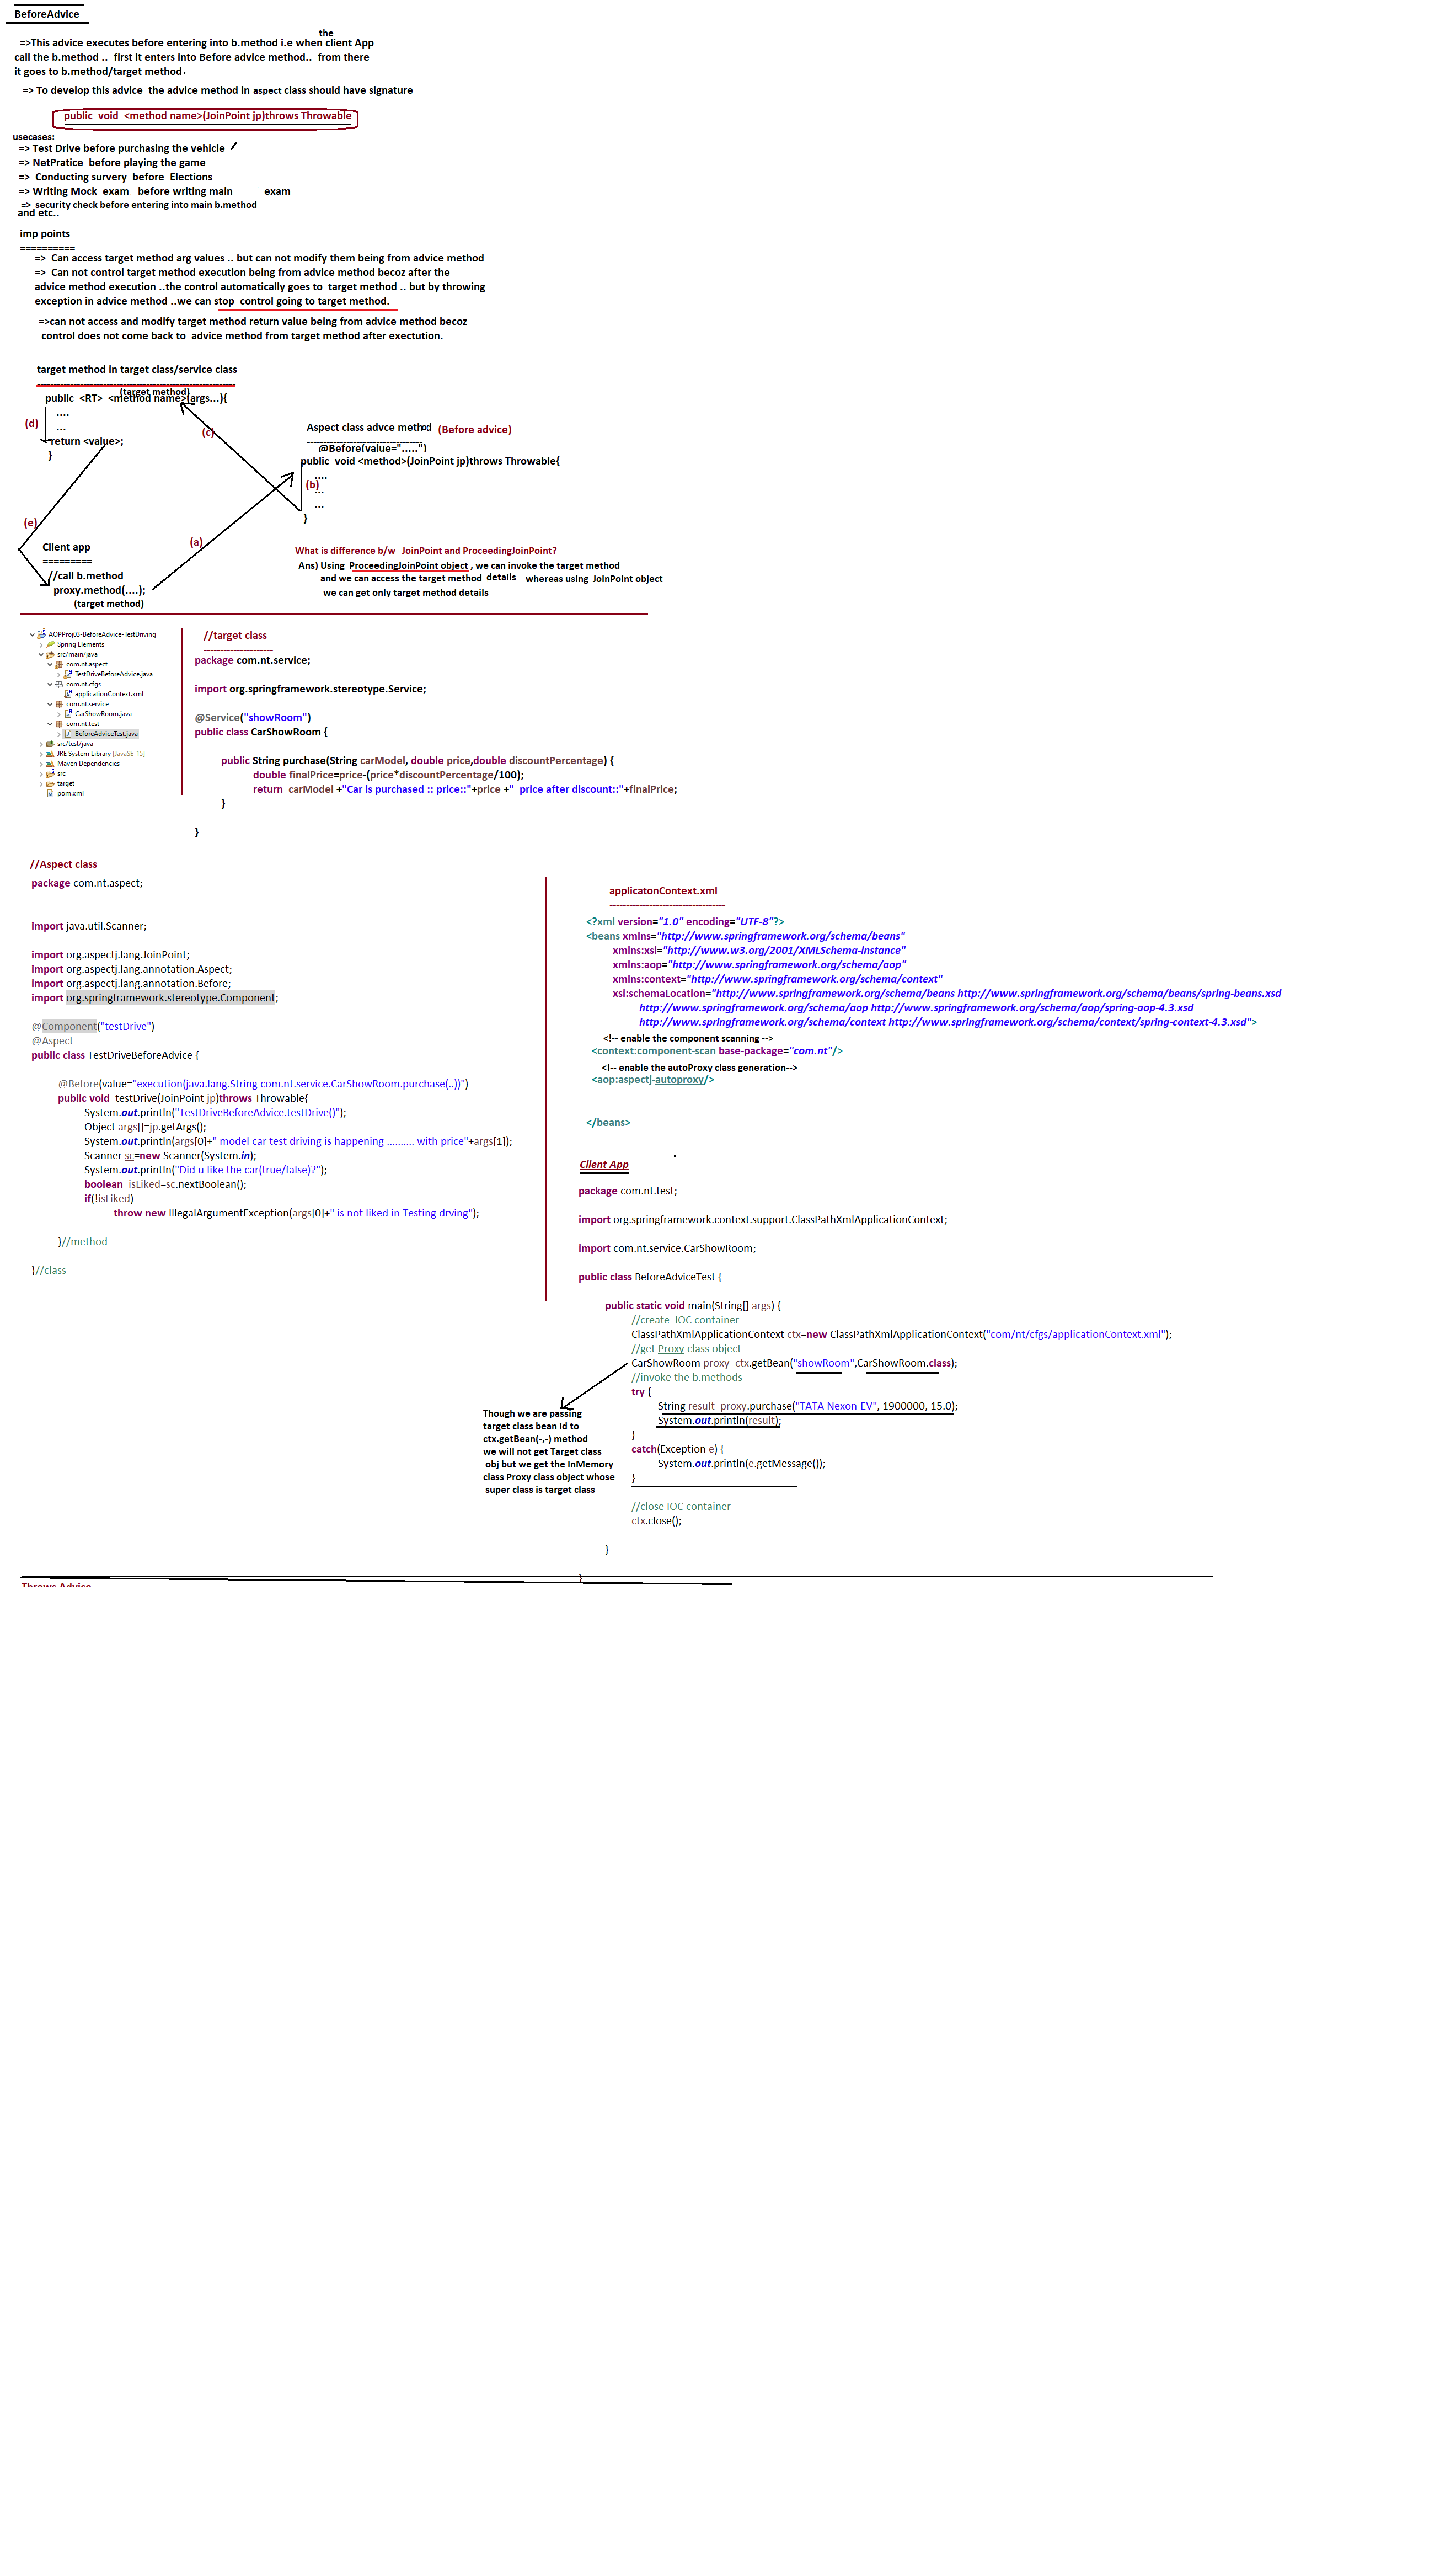 BeforeAdvice
the
=>This advice executes before entering into b.method i.e when client App
call the b.method .. first it enters into Before advice method.. from there
it goes to b.method/target method.
=> To develop this advice the advice method in aspect class should have signature
public void <method name>(JoinPoint jp)throws Throwable
usecases:
=> Test Drive before purchasing the vehicle
=> NetPratice before playing the game
=> Conducting survery before Elections
=> Writing Mock exam before writing main exam
=> security check before entering into main b.method
and etc..
imp points
==========
=> Can access target method arg values .. but can not modify them being from advice method
=> Can not control target method execution being from advice method becoz after the
advice method execution ..the control automatically goes to target method .. but by throwing
exception in advice method ..we can stop control going to target method.
=>can not access and modify target method return value being from advice method becoz
control does not come back to advice method from target method after exectution.
target method in target class/service class
------------------------------------------------------------
(target method)
public <RT> <method name>(args...){
....
(d)
...
return <value>;
}
(c)
Aspect class advce method (Before advice)
-----------------------------------
@Before(value=".....")
public void <method>(JoinPoint jp)throws Throwable{
....
(b)
...
...
}
(e)
(a)
Client app
=========
//call b.method
proxy.method(....);
(target method)
What is difference b/w JoinPoint and ProceedingJoinPoint?
Ans) Using ProceedingJoinPoint object , we can invoke the target method
and we can access the target method details whereas using JoinPoint object
we can get only target method details
AOPProj03-BeforeAdvice-TestDriving
Spring Elements
src/main/java
com.nt.aspect
TestDriveBeforeAdvice.java
com.nt.cfgs
applicationContext.xml
com.nt.service
CarShowRoom.java
com.nt.test
BeforeAdviceTest.java
src/test/java
JRE System Library [JavaSE-15]
Maven Dependencies
src
target
pom.xml
//target class
---------------------
package com.nt.service;
import org.springframework.stereotype.Service;
@Service("showRoom")
public class CarShowRoom {
public String purchase(String carModel, double price,double discountPercentage) {
double finalPrice=price-(price*discountPercentage/100);
return carModel +"Car is purchased :: price::"+price +" price after discount::"+finalPrice;
}
}
//Aspect class
package com.nt.aspect;
import java.util.Scanner;
import org.aspectj.lang.JoinPoint;
import org.aspectj.lang.annotation.Aspect;
import org.aspectj.lang.annotation.Before;
import org.springframework.stereotype.Component;
@Component("testDrive")
@Aspect
public class TestDriveBeforeAdvice {
@Before(value="execution(java.lang.String com.nt.service.CarShowRoom.purchase(..))")
public void testDrive(JoinPoint jp)throws Throwable{
System.out.println("TestDriveBeforeAdvice.testDrive()");
Object args[]=jp.getArgs();
System.out.println(args[0]+" model car test driving is happening .......... with price"+args[1]);
Scanner sc=new Scanner(System.in);
System.out.println("Did u like the car(true/false)?");
boolean isLiked=sc.nextBoolean();
if(!isLiked)
throw new IllegalArgumentException(args[0]+" is not liked in Testing drving");
}//method
}//class
applicatonContext.xml
-----------------------------------
<?xml version="1.0" encoding="UTF-8"?>
<beans xmlns="http://www.springframework.org/schema/beans"
xmlns:xsi="http://www.w3.org/2001/XMLSchema-instance"
xmlns:aop="http://www.springframework.org/schema/aop"
xmlns:context="http://www.springframework.org/schema/context"
xsi:schemaLocation="http://www.springframework.org/schema/beans http://www.springframework.org/schema/beans/spring-beans.xsd
http://www.springframework.org/schema/aop http://www.springframework.org/schema/aop/spring-aop-4.3.xsd
http://www.springframework.org/schema/context http://www.springframework.org/schema/context/spring-context-4.3.xsd">
<!-- enable the component scanning -->
<context:component-scan base-package="com.nt"/>
<!-- enable the autoProxy class generation-->
<aop:aspectj-autoproxy/>
</beans>
Client App
package com.nt.test;
import org.springframework.context.support.ClassPathXmlApplicationContext;
import com.nt.service.CarShowRoom;
public class BeforeAdviceTest {
public static void main(String[] args) {
//create IOC container
ClassPathXmlApplicationContext ctx=new ClassPathXmlApplicationContext("com/nt/cfgs/applicationContext.xml");
//get Proxy class object
CarShowRoom proxy=ctx.getBean("showRoom",CarShowRoom.class);
//invoke the b.methods
try {
String result=proxy.purchase("TATA Nexon-EV", 1900000, 15.0);
System.out.println(result);
}
catch(Exception e) {
System.out.println(e.getMessage());
}
//close IOC container
ctx.close();
}
}
Though we are passing
target class bean id to
ctx.getBean(-,-) method
we will not get Target class
obj but we get the InMemory
class Proxy class object whose
super class is target class
Throws Advice